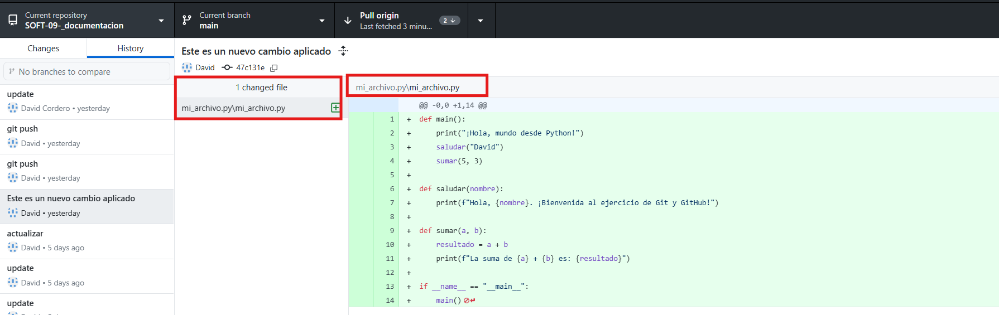 Current repository
SOFT-09-_documentacion
Current branch
main
Pull origin
Last fetched 3 minu...
2
Changes
History
No branches to compare
update
David Cordero • yesterday
git push
David • yesterday
git push
David • yesterday
Este es un nuevo cambio aplicado
David • yesterday
actualizar
David • 5 days ago
update
David • 5 days ago
update
Este es un nuevo cambio aplicado
David 47c131e
1 changed file
mi_archivo.py\mi_archivo.py
mi_archivo.py\mi_archivo.py
@@ -0,0 +1,14 @@
1 + def main():
2 +     print("¡Hola, mundo desde Python!")
3 +     saludar("David")
4 +     sumar(5, 3)
5 +
6 + def saludar(nombre):
7 +     print(f"Hola, {nombre}. ¡Bienvenida al ejercicio de Git y GitHub!")
8 +
9 + def sumar(a, b):
10 +     resultado = a + b
11 +     print(f"La suma de {a} + {b} es: {resultado}")
12 +
13 + if __name__ == "__main__":
14 +     main()